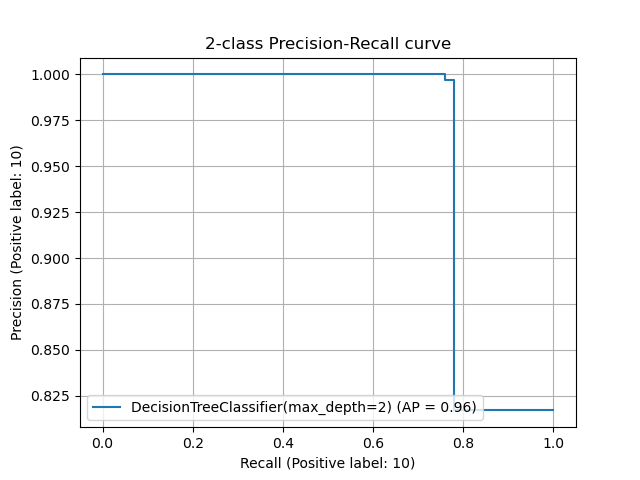 2-class Precision-Recall curve
1.000
0.975
0.950
0.925
0.900
0.875
0.850
0.825
Precision (Positive label: 10)
DecisionTreeClassifier(max_depth=2) (AP = 0.96)
0.0 0.2 0.4 0.6 0.8 1.0
Recall (Positive label: 10)